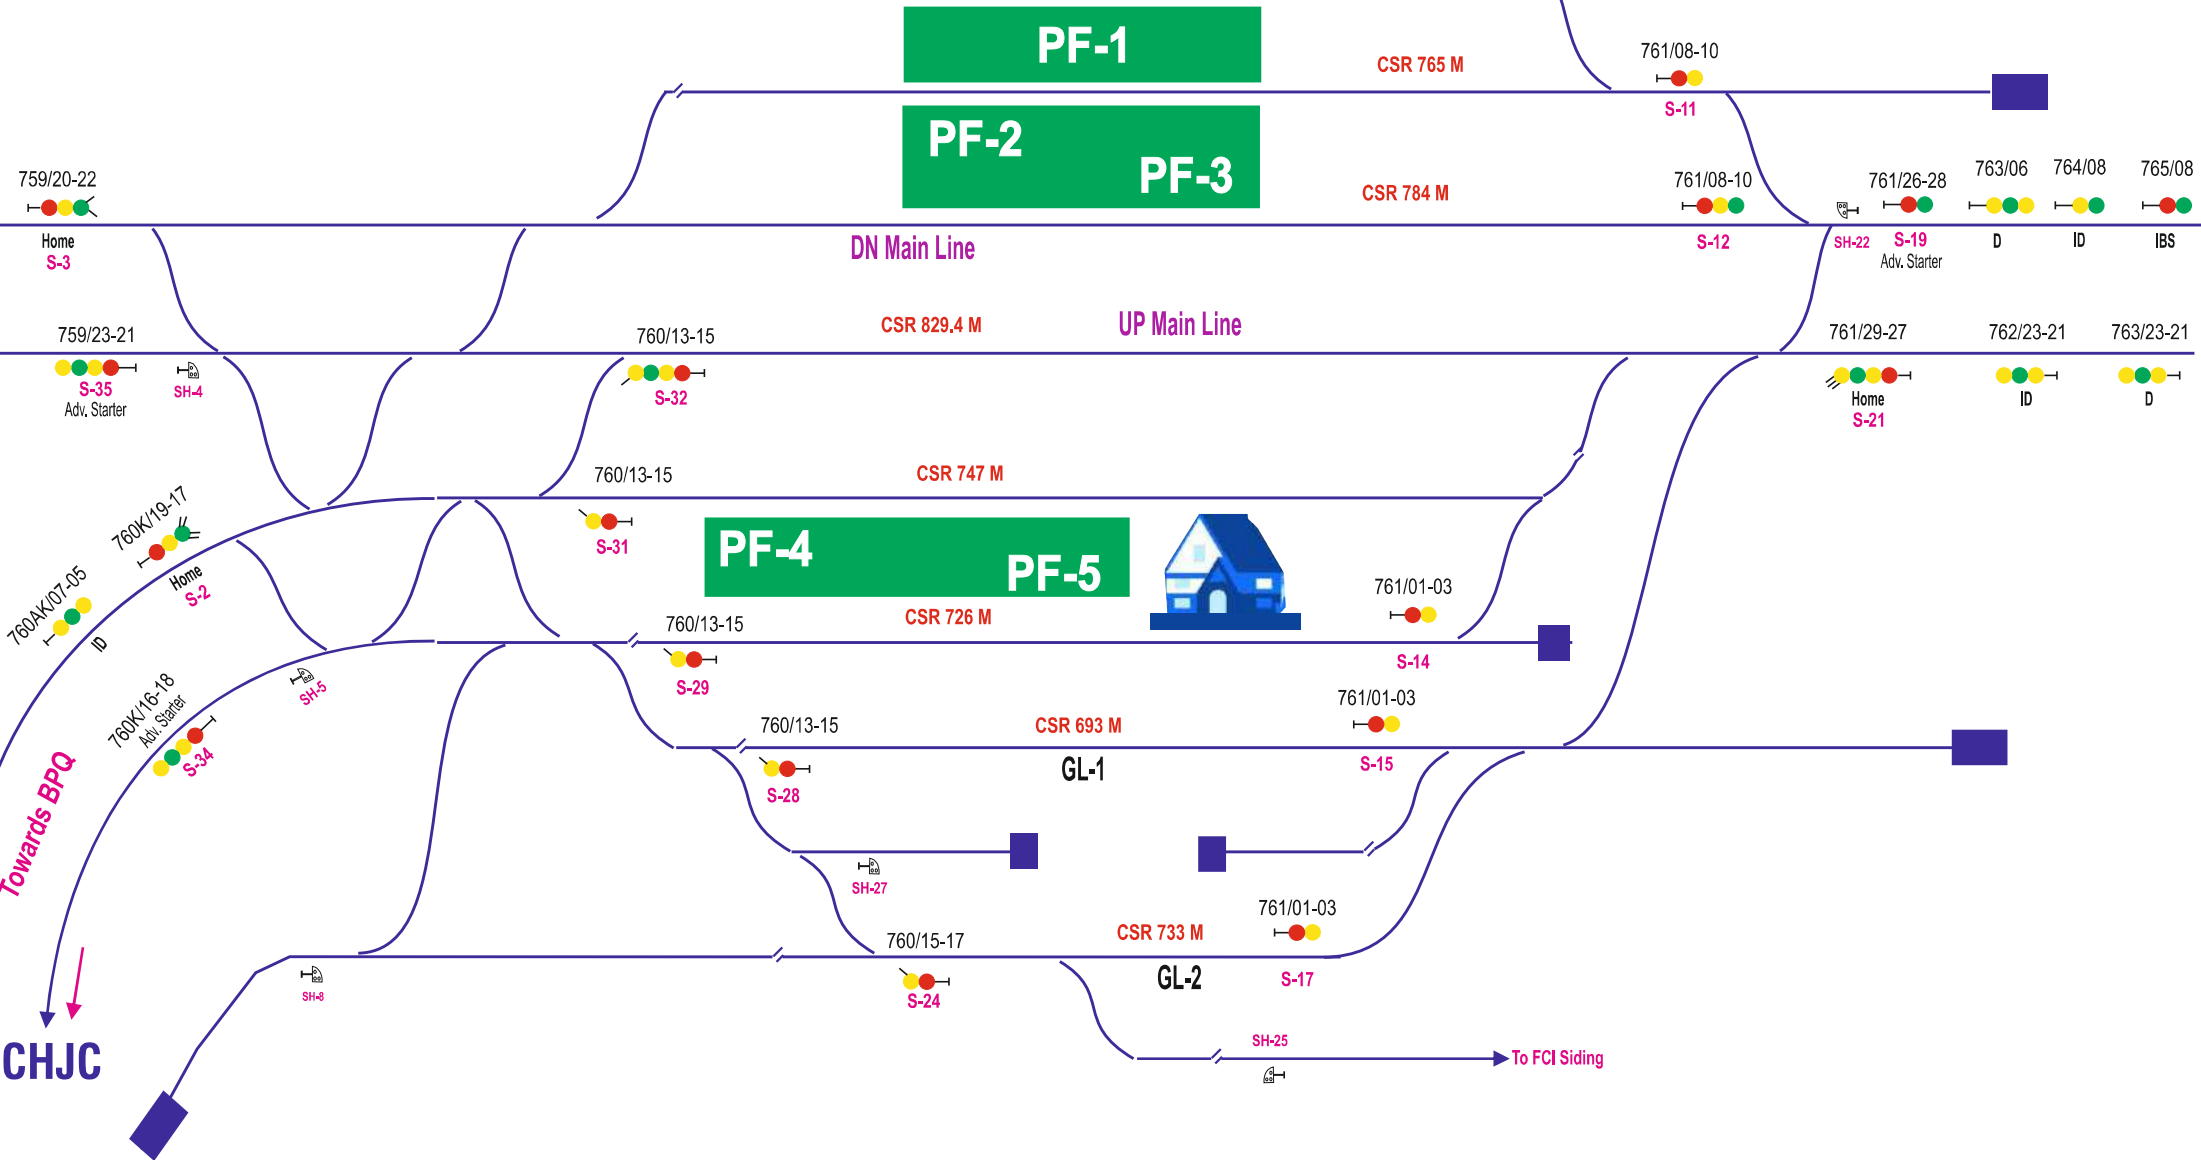 PF-1
CSR 765 M
761/08-10
S-11
PF-2
PF-3
CSR 784 M
759/20-22
Home
S-3
DN Main Line
761/08-10
S-12
SH-22
761/26-28
S-19
Adv. Starter
763/06
D
764/08
ID
765/08
IBS
759/23-21
S-35
Adv. Starter
SH-4
760/13-15
S-32
CSR 829.4 M
UP Main Line
761/29-27
Home
S-21
762/23-21
ID
763/23-21
D
760/13-15
S-31
CSR 747 M
760K/19-17
Home
S-2
760AK/07-05
ID
PF-4
PF-5
CSR 726 M
761/01-03
S-14
760/13-15
S-29
SH-5
760K/16-18
Adv. Starter
S-34
Towards BPQ
760/13-15
S-28
CSR 693 M
GL-1
761/01-03
S-15
SH-27
761/01-03
S-17
CSR 733 M
GL-2
760/15-17
S-24
SH-8
CHJC
SH-25
To FCI Siding